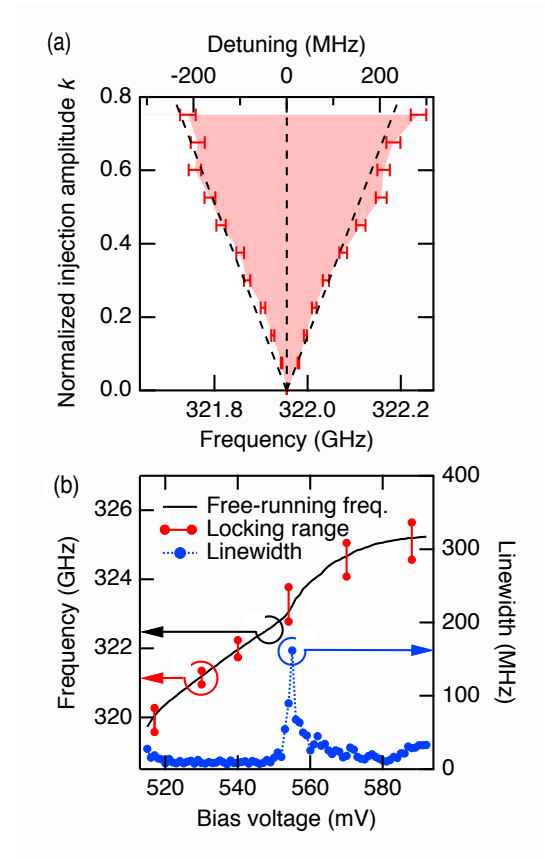 (a)
Detuning (MHz)
-200 0 200
Normalized injection amplitude k
0.8
0.6
0.4
0.2
0.0
321.8 322.0 322.2
Frequency (GHz)
(b)
Frequency (GHz)
326
324
322
320
Free-running freq.
Locking range
Linewidth
400
300
200
100
0
Linewidth (MHz)
520 540 560 580
Bias voltage (mV)